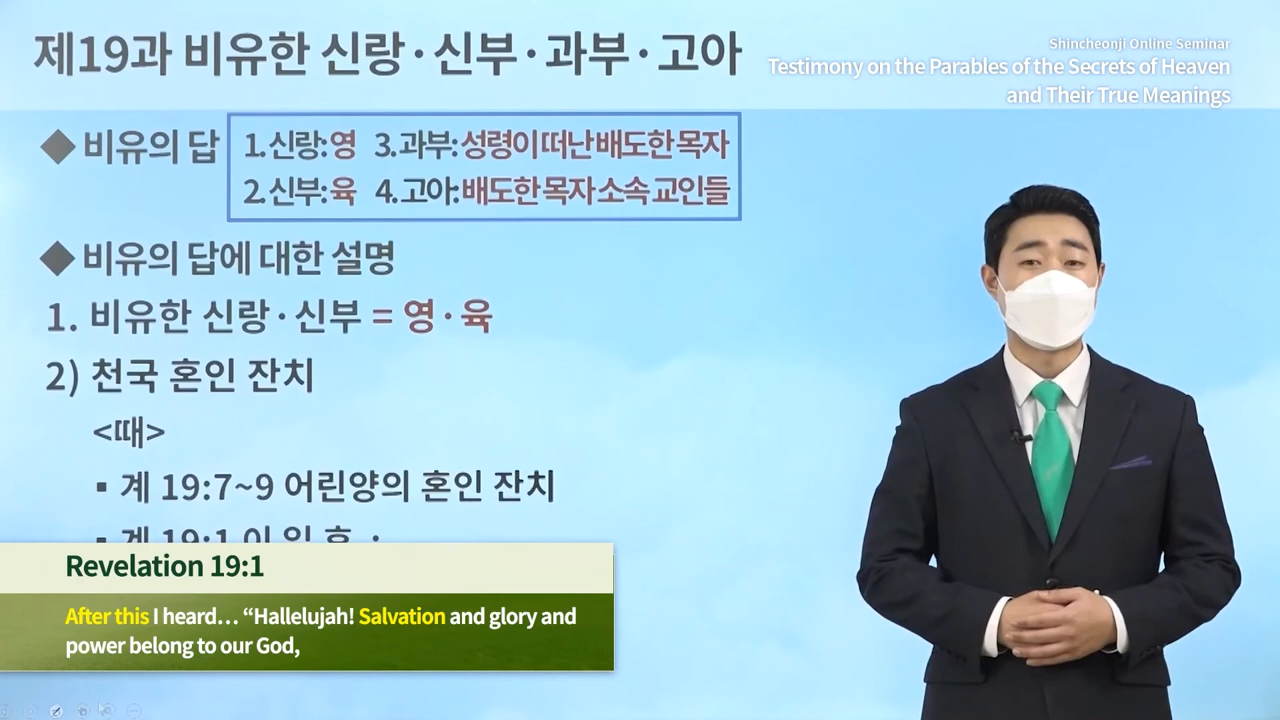 제19과 비유한 신랑·신부·과부·고아
Shincheonji Online Seminar
Testimony on the Parables of the Secrets of Heaven
and Their True Meanings
◆ 비유의 답
1. 신랑: 영 3. 과부: 성령이 떠난 배도한 목자
2. 신부: 육 4. 고아: 배도한 목자 소속 교인들
◆ 비유의 답에 대한 설명
1. 비유한 신랑·신부 = 영·육
2) 천국 혼인 잔치
<때>
▪ 계 19:7~9 어린양의 혼인 잔치
▪ 계 19:1 이 일 후
Revelation 19:1
After this I heard… “Hallelujah! Salvation and glory and
power belong to our God,